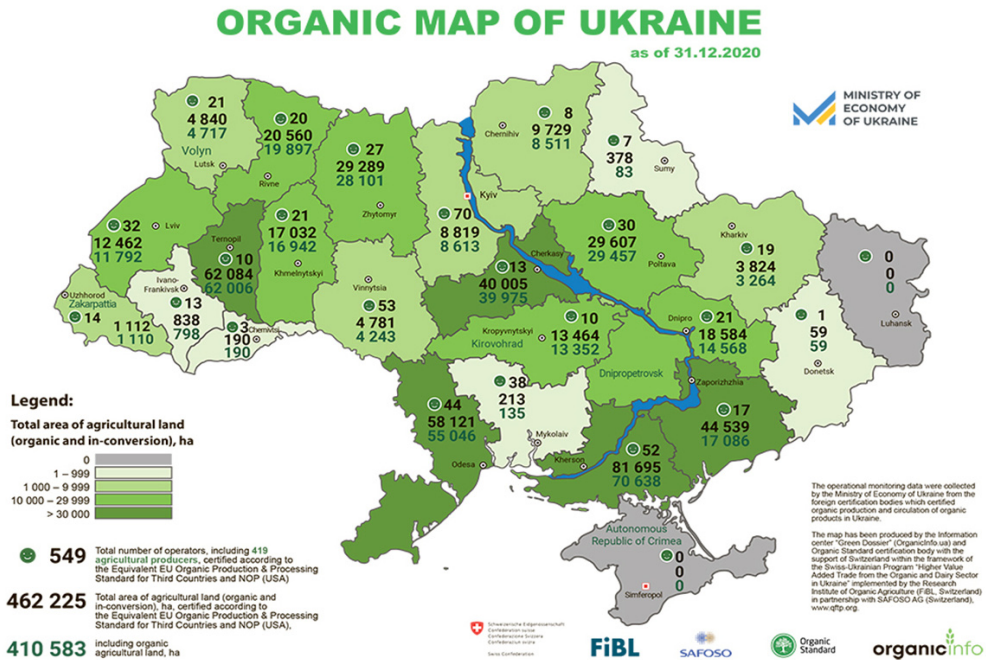 ORGANIC MAP OF UKRAINE
as of 31.12.2020
MINISTRY OF
ECONOMY
OF UKRAINE
21
4 840
4 717
Volyn
Lutsk
20
20 560
19 897
Rivne
27
29 289
28 101
Zhytomyr
Kyiv
70
8 819
8 613
Chernihiv
8
9 729
8 511
7
378
83
Sumy
32
Lviv
12 462
11 792
Ternopil
10
62 084
62 006
21
17 032
16 942
Khmelnytskyi
Vinnytsia
53
4 781
4 243
Cherkasy
13
40 005
39 975
30
29 607
29 457
Poltava
Kharkiv
19
3 824
3 264
0
0
0
Luhansk
Uzhhorod
Zakarpattia
14
1 112
1 110
Ivano-
Frankivsk
13
838
798
3
Chernivtsi
190
190
10
Kropyvnytskyi
13 464
Kirovohrad
13 352
Dnipro
21
18 584
14 568
Dnipropetrovsk
1
59
59
Donetsk
44
58 121
55 046
Odesa
38
213
135
Mykolaiv
Kherson
52
81 695
70 638
Zaporizhzhia
17
44 539
17 086
Autonomous
Republic of Crimea
0
0
0
Simferopol
Legend:
Total area of agricultural land
(organic and in-conversion), ha
0
1 – 999
1 000 – 9 999
10 000 – 29 999
> 30 000
549
Total number of operators, including 419
agricultural producers, certified according to
the Equivalent EU Organic Production & Processing
Standard for Third Countries and NOP (USA)
462 225
Total area of agricultural land (organic and
in-conversion), ha, certified according to
the Equivalent EU Organic Production & Processing
Standard for Third Countries and NOP (USA),
410 583
including organic
agricultural land, ha
The operational monitoring data were collected
by the Ministry of Economy of Ukraine from the
foreign certification bodies which certified
organic production and circulation of organic
products in Ukraine.
The map has been produced by the Information
center "Green Dossier" (OrganicInfo.ua) and
Organic Standard certification body with the
support of Switzerland within the framework of
the Swiss-Ukrainian Program "Higher Value
Added Trade from the Organic and Dairy Sector
in Ukraine" implemented by the Research
Institute of Organic Agriculture (FiBL, Switzerland)
in partnership with SAFOSO AG (Switzerland),
www.qftp.org.
Schweizerische Eidgenossenschaft
Confédération suisse
Confederazione Svizzera
Confederaziun svizra
Swiss Confederation
FiBL
SAFOSO
Organic
Standard
organicinfo